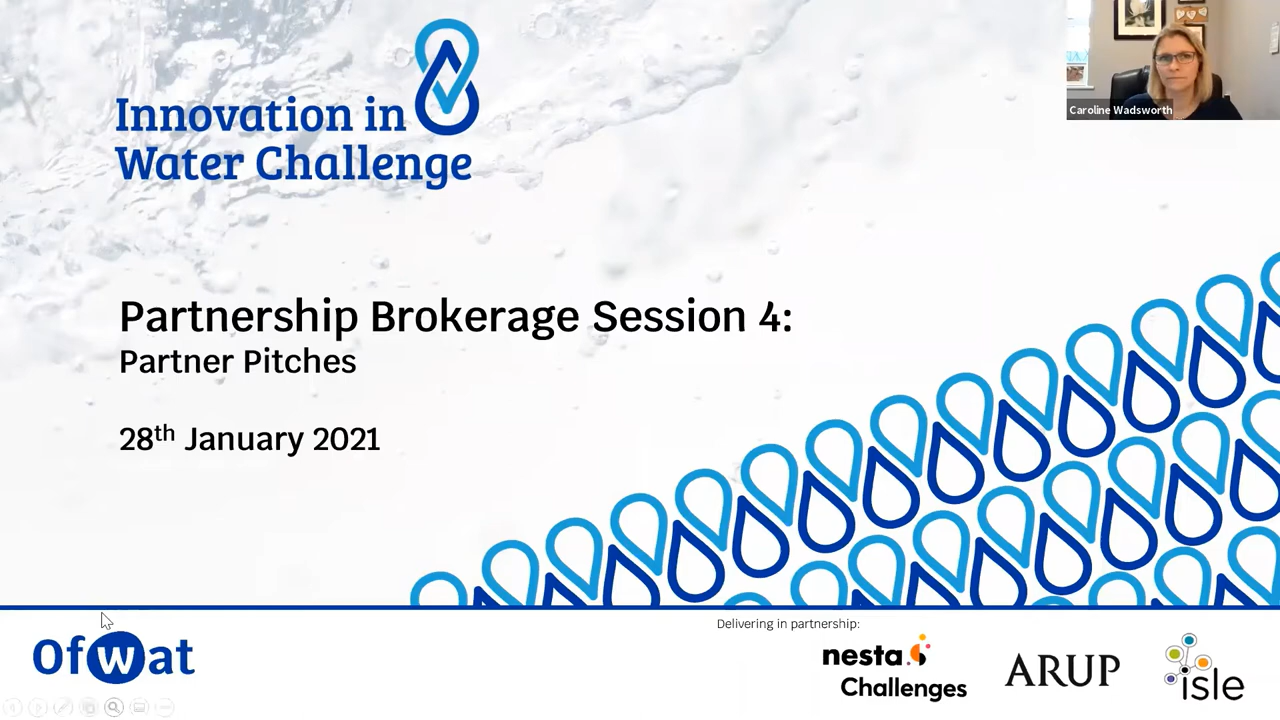 Innovation in
Water Challenge
Caroline Wadsworth
Partnership Brokerage Session 4:
Partner Pitches
28th January 2021
Ofwat
Delivering in partnership:
nesta
Challenges
ARUP
isle